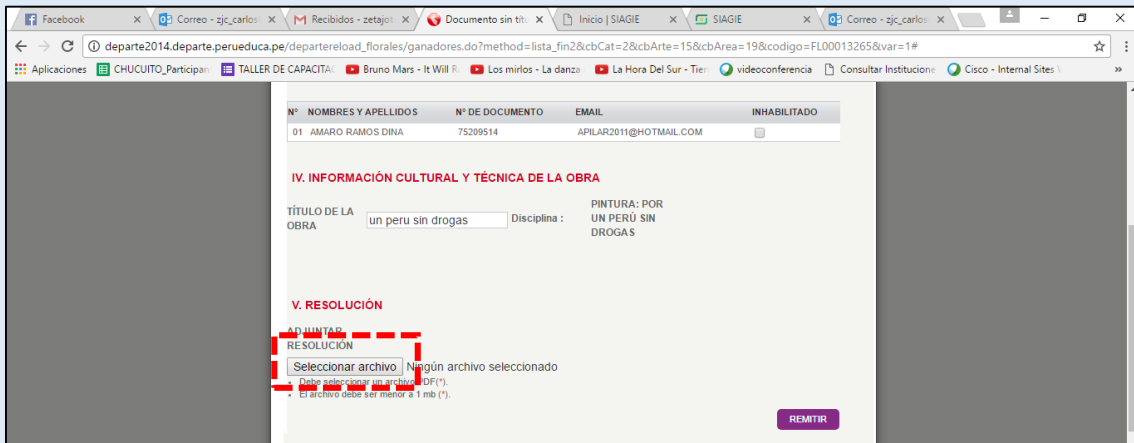 Facebook
Correo - zjc_carlos
Recibidos - zetajot
Documento sin títu
Inicio | SIAGIE
SIAGIE
Correo - zjc_carlos
departe2014.departe.perueduca.pe/departereload_florales/ganadores.do?method=lista_fin2&cbCat=2&cbArte=15&cbArea=19&codigo=FL00013265&var=1#
Aplicaciones
CHUCUITO_Participan
TALLER DE CAPACITAC
Bruno Mars - It Will R
Los mirlos - La danza
La Hora Del Sur - Tier
videoconferencia
Consultar Institucione
Cisco - Internal Sites
Nº NOMBRES Y APELLIDOS Nº DE DOCUMENTO EMAIL INHABILITADO
01 AMARO RAMOS DINA 75209514 APILAR2011@HOTMAIL.COM
IV. INFORMACIÓN CULTURAL Y TÉCNICA DE LA OBRA
TÍTULO DE LA
OBRA
un peru sin drogas
Disciplina :
PINTURA: POR
UN PERÚ SIN
DROGAS
V. RESOLUCIÓN
ADJUNTAR
RESOLUCIÓN
Seleccionar archivo Ningún archivo seleccionado
Debe seleccionar un archivo PDF(*).
El archivo debe ser menor a 1 mb (*).
REMITIR